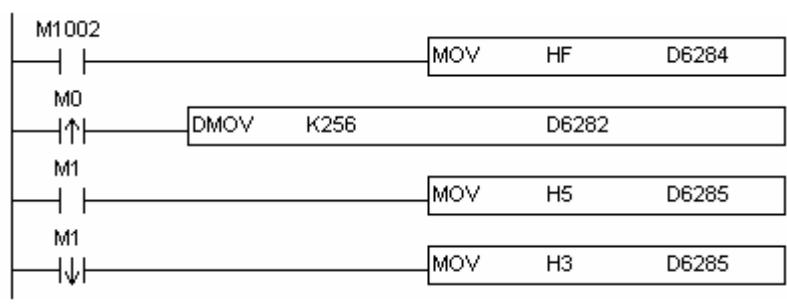 M1002
MOV HF D6284
M0
DMOV K256 D6282
M1
MOV H5 D6285
M1
MOV H3 D6285